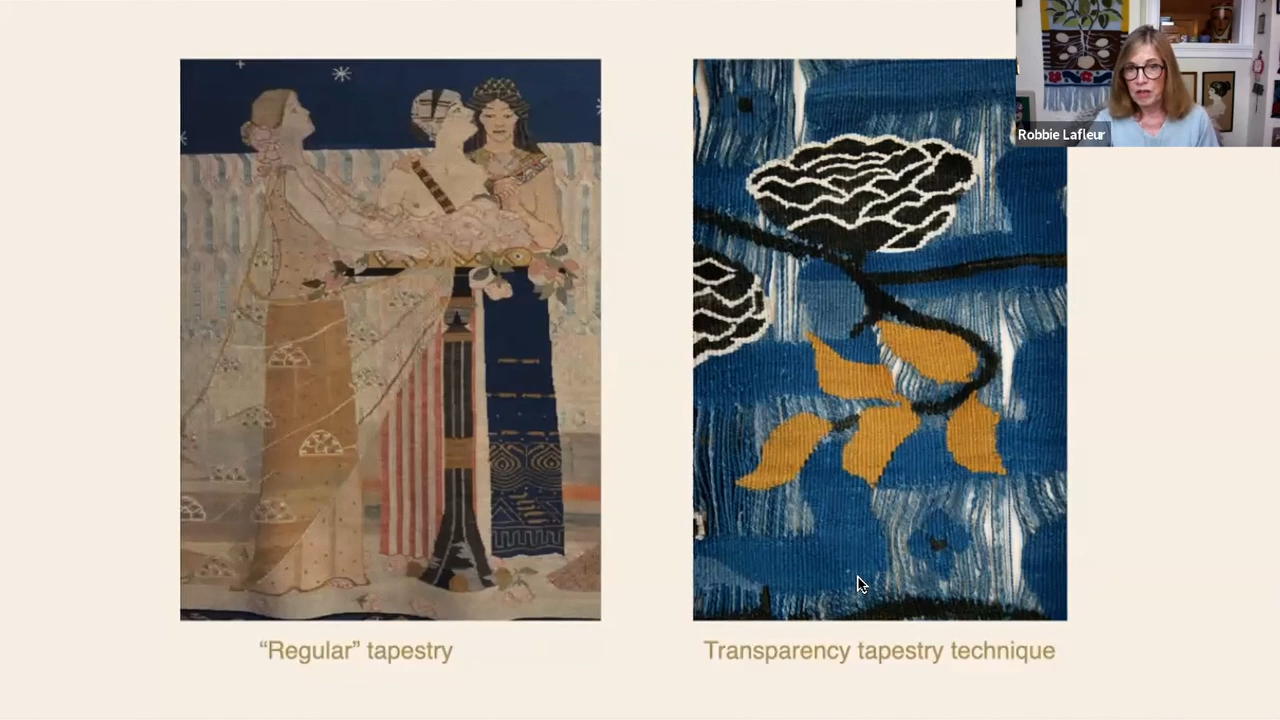 Robbie Lafleur
“Regular” tapestry
Transparency tapestry technique